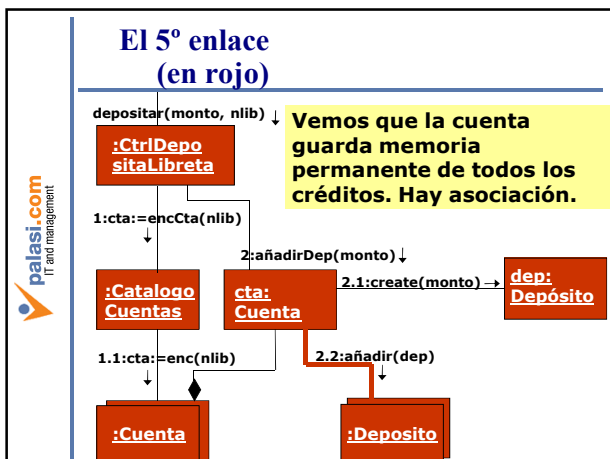 El 5º enlace
(en rojo)
depositar(monto, nlib)
Vemos que la cuenta
guarda memoria
permanente de todos los
créditos. Hay asociación.
:CtrlDepo
sitaLibreta
palasi.com
IT and management
1:cta:=encCta(nlib)
2:añadirDep(monto)
:Catalogo
Cuentas
cta:
Cuenta
2.1:create(monto)
dep:
Depósito
1.1:cta:=enc(nlib)
2.2:añadir(dep)
:Cuenta
:Deposito